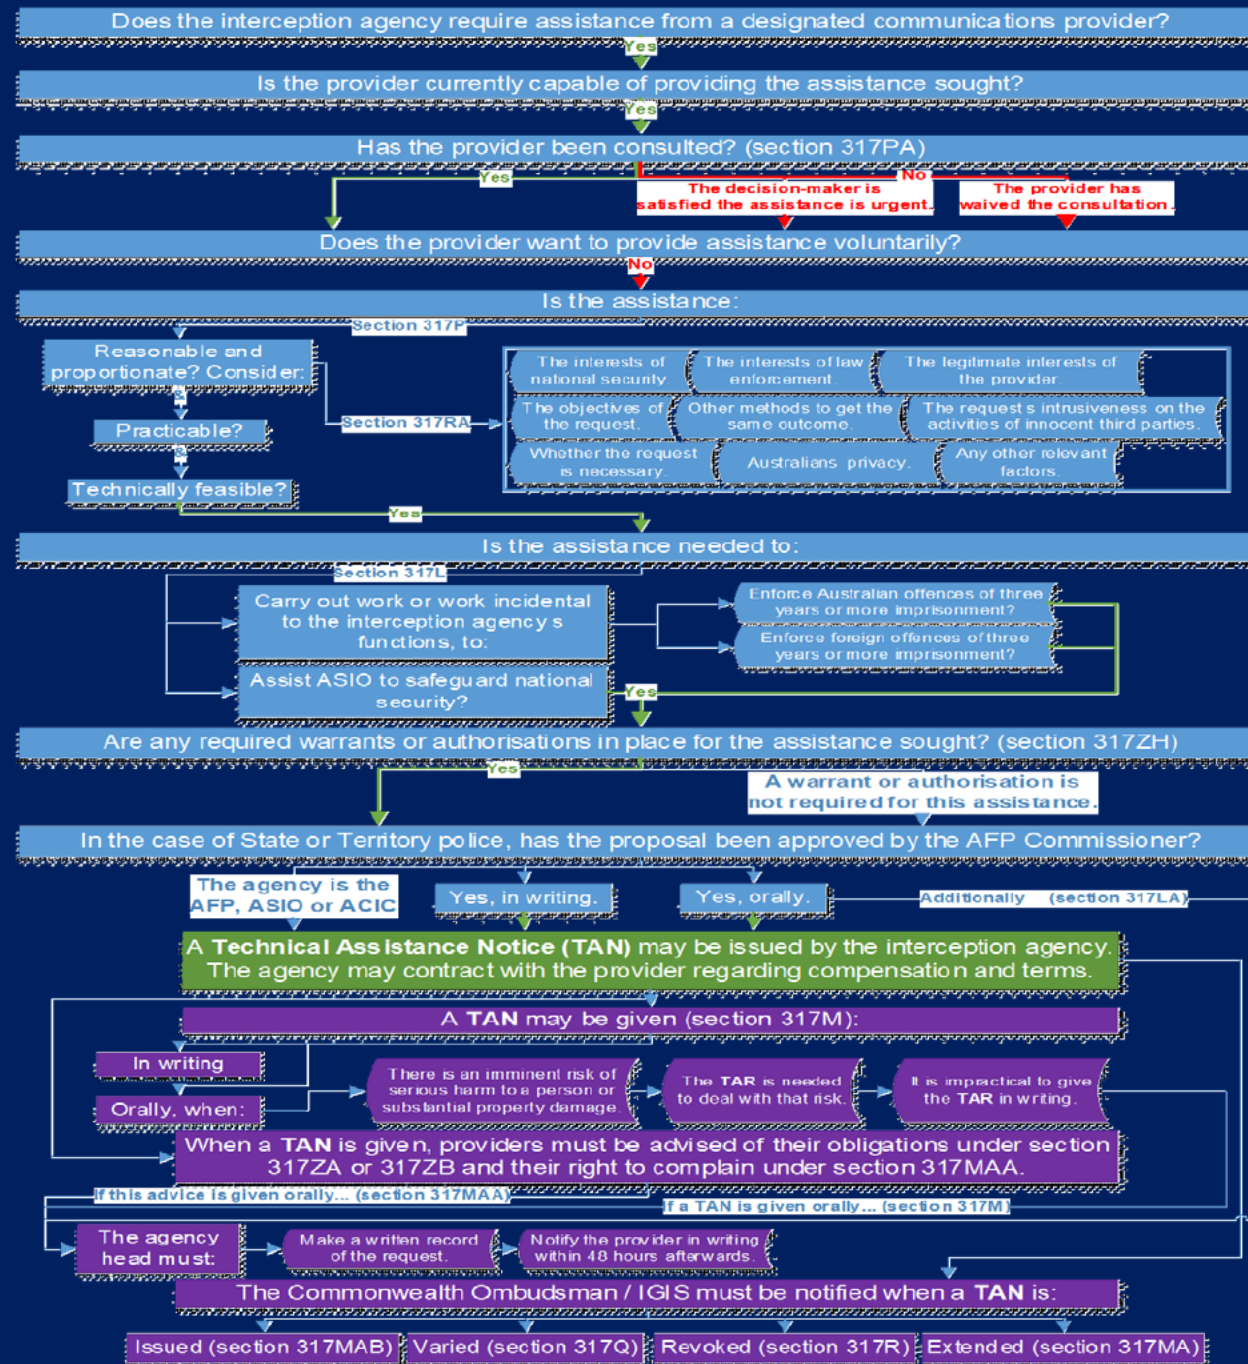 Does the interception agency require assistance from a designated communications provider?
Yes
Is the provider currently capable of providing the assistance sought?
Yes
Has the provider been consulted? (section 317PA)
Yes
No
The decision-maker is
satisfied the assistance is urgent.
The provider has
waived the consultation.
Does the provider want to provide assistance voluntarily?
No
Is the assistance:
Section 317P
Reasonable and
proportionate? Consider:
&
Practicable?
&
Technically feasible?
Section 317RA
The interests of
national security.
The interests of law
enforcement.
The legitimate interests of
the provider.
The objectives of
the request.
Other methods to get the
same outcome.
The request s intrusiveness on the
activities of innocent third parties.
Whether the request
is necessary.
Australians privacy.
Any other relevant
factors.
Yes
Is the assistance needed to:
Section 317L
Carry out work or work incidental
to the interception agency s
functions, to:
Enforce Australian offences of three
years or more imprisonment?
Enforce foreign offences of three
years or more imprisonment?
Assist ASIO to safeguard national
security?
Yes
Are any required warrants or authorisations in place for the assistance sought? (section 317ZH)
Yes
A warrant or authorisation is
not required for this assistance.
In the case of State or Territory police, has the proposal been approved by the AFP Commissioner?
The agency is the
AFP, ASIO or ACIC
Yes, in writing.
Yes, orally.
Additionally (section 317LA)
A Technical Assistance Notice (TAN) may be issued by the interception agency.
The agency may contract with the provider regarding compensation and terms.
A TAN may be given (section 317M):
In writing
Orally, when:
There is an imminent risk of
serious harm to a person or
substantial property damage.
The TAR is needed
to deal with that risk.
It is impractical to give
the TAR in writing.
When a TAN is given, providers must be advised of their obligations under section
317ZA or 317ZB and their right to complain under section 317MAA.
If this advice is given orally... (section 317MAA)
If a TAN is given orally... (section 317M)
The agency
head must:
Make a written record
of the request.
Notify the provider in writing
within 48 hours afterwards.
The Commonwealth Ombudsman / IGIS must be notified when a TAN is:
Issued (section 317MAB)
Varied (section 317Q)
Revoked (section 317R)
Extended (section 317MA)